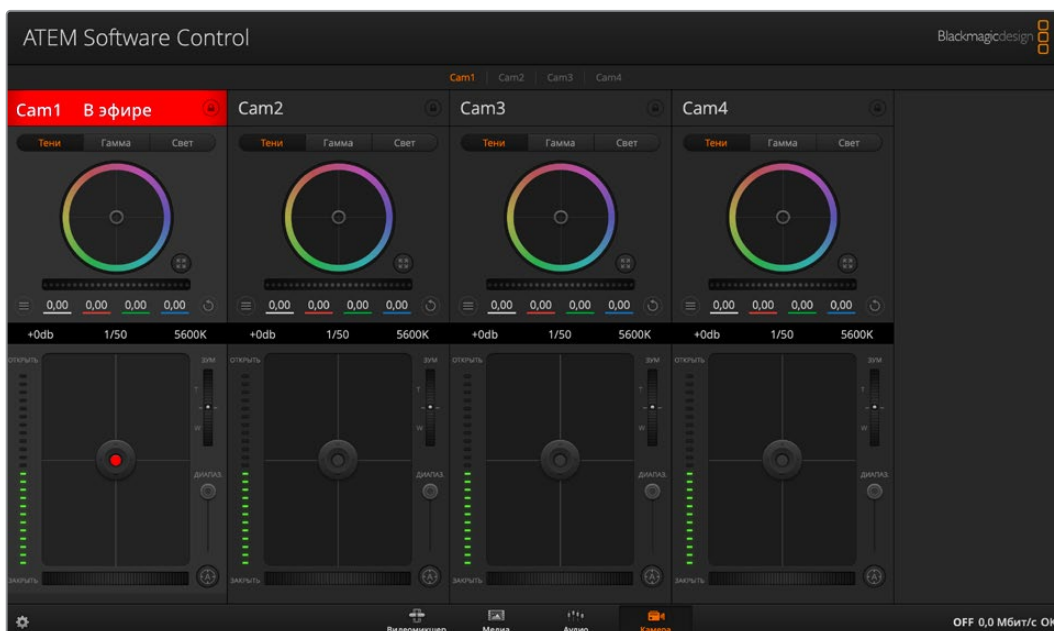 ATEM Software Control
Blackmagicdesign
Cam1 Cam2 Cam3 Cam4
Cam1 В эфире Cam2 Cam3 Cam4
Тени Гамма Свет Тени Гамма Свет Тени Гамма Свет Тени Гамма Свет
0,00 0,00 0,00 0,00 0,00 0,00 0,00 0,00 0,00 0,00 0,00 0,00 0,00 0,00 0,00 0,00
+0db 1/50 5600K +0db 1/50 5600K +0db 1/50 5600K +0db 1/50 5600K
ОТКРЫТЬ ЗУМ ОТКРЫТЬ ЗУМ ОТКРЫТЬ ЗУМ ОТКРЫТЬ ЗУМ
T T T T
W W W W
ДИАПАЗ. ДИАПАЗ. ДИАПАЗ. ДИАПАЗ.
ЗАКРЫТЬ A ЗАКРЫТЬ A ЗАКРЫТЬ A ЗАКРЫТЬ A
Видеомикшер Медиа Аудио Камера
OFF 0,0 Мбит/с OK